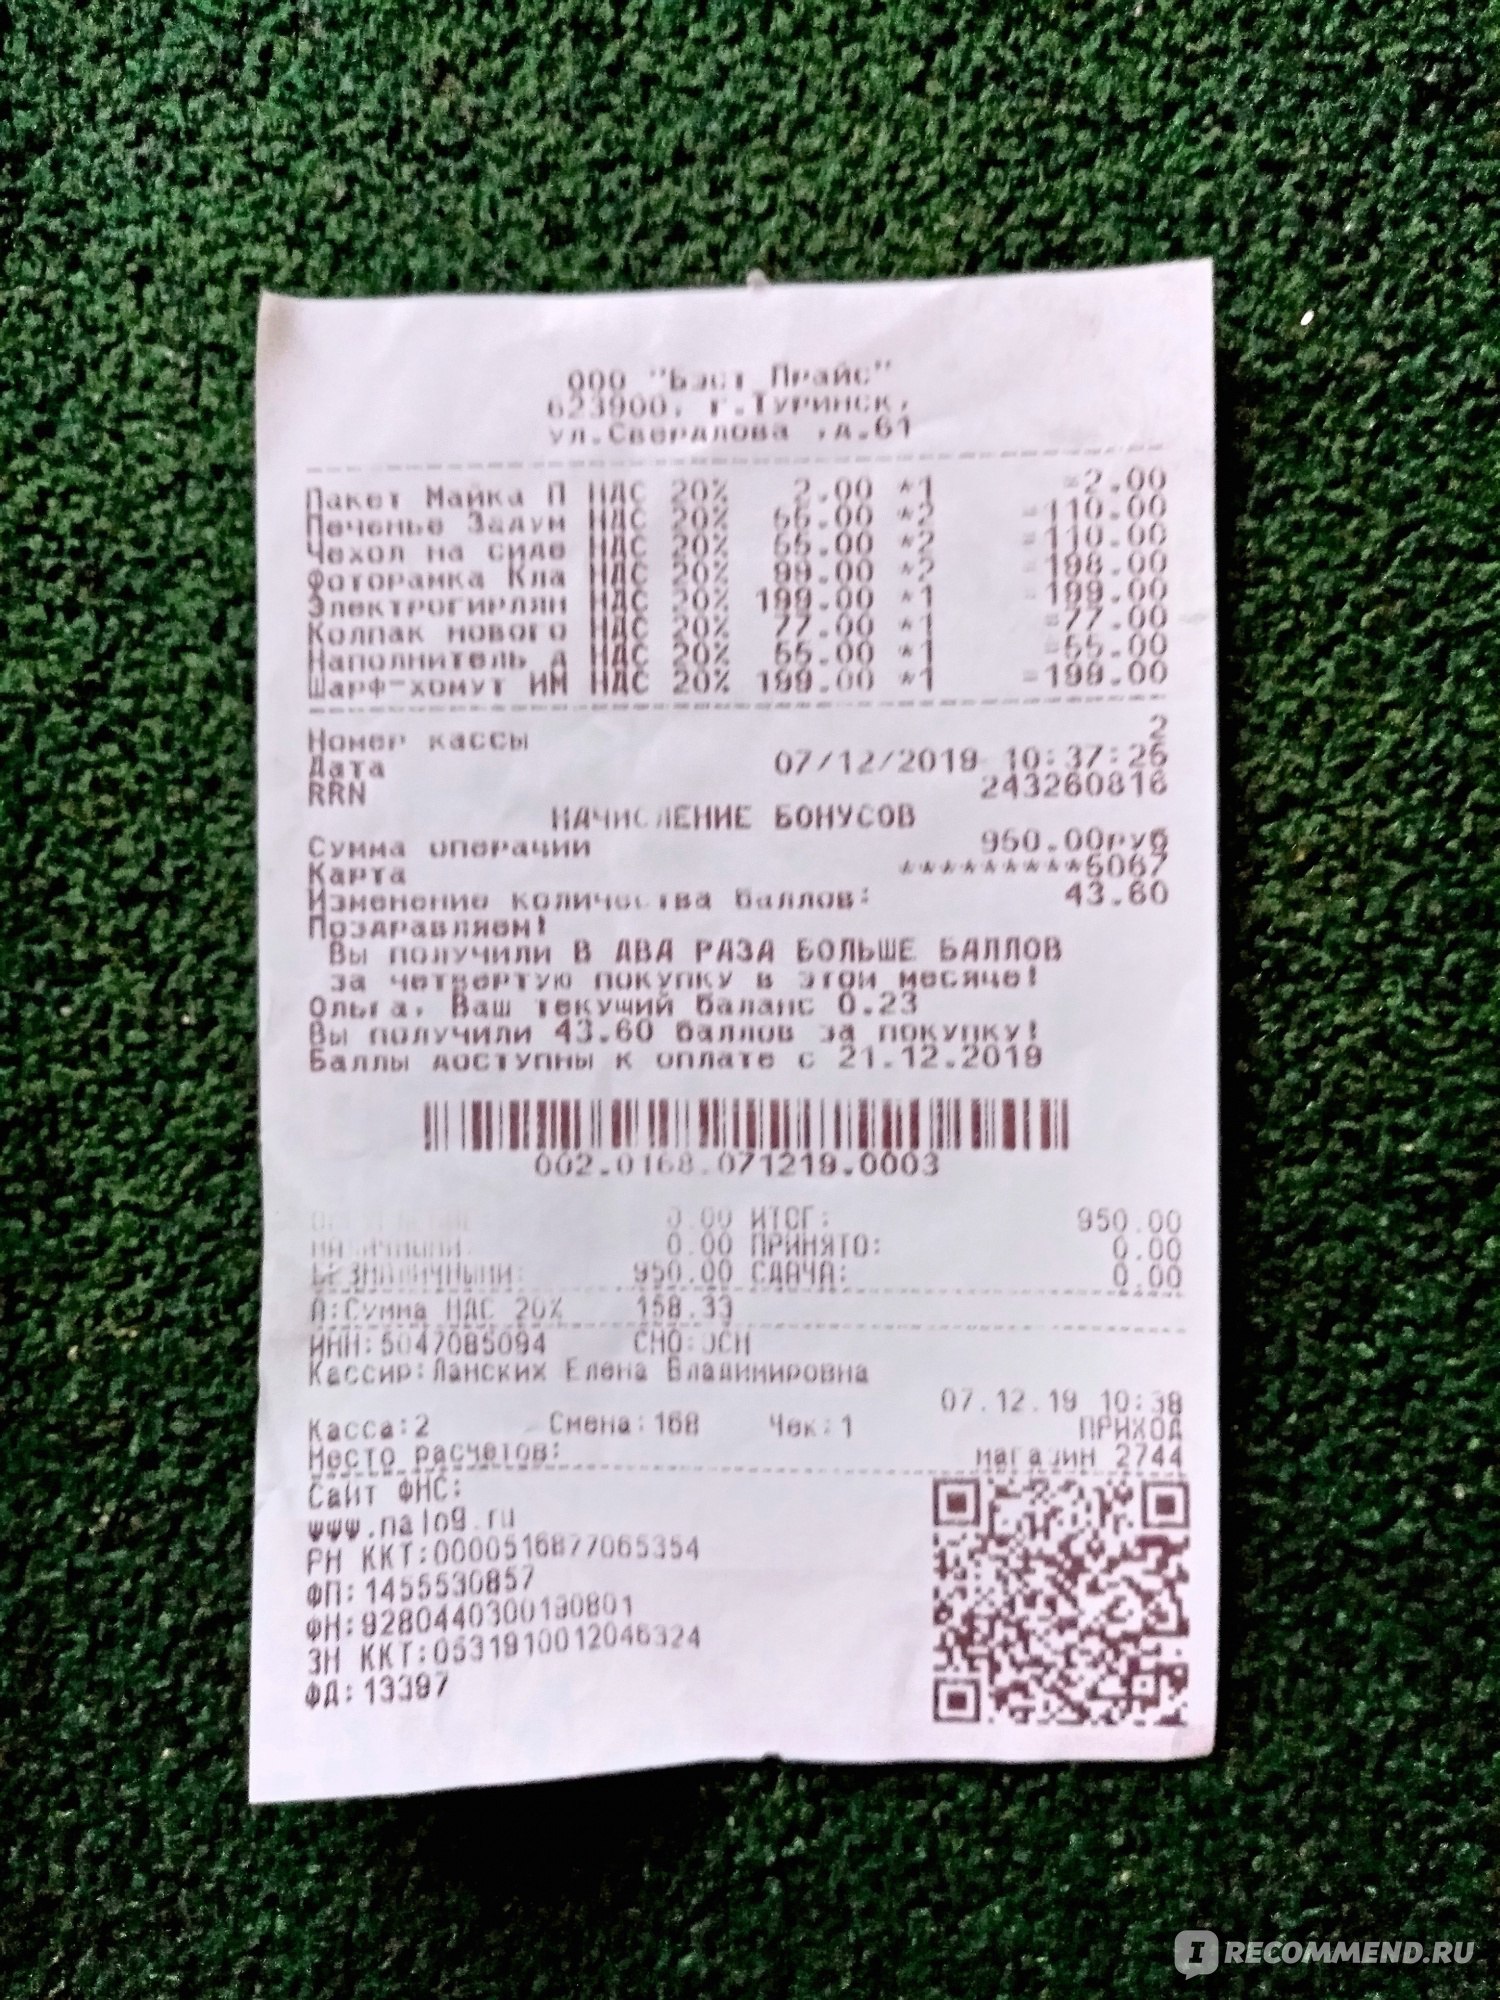 ООО "Бэст Прайс"
623900, г.Туринск,
ул.Свердлова ,д.61
Пакет Майка П НДС 20% 2.00 *1 =2.00
Печенье Задум НДС 20% 55.00 *2 =110.00
Чехол на сиде НДС 20% 55.00 *2 =110.00
Фоторамка Кла НДС 20% 99.00 *2 =198.00
Электрогирлян НДС 20% 199.00 *1 =199.00
Колпак нового НДС 20% 77.00 *1 =77.00
Наполнитель д НДС 20% 55.00 *1 =55.00
Шарф-хомут ИМ НДС 20% 199.00 *1 =199.00
Номер кассы 2
Дата 07/12/2019 10:37:26
RRN 243260816
НАЧИСЛЕНИЕ БОНУСОВ
Сумма операции 950.00руб
Карта *********5067
Изменение количества баллов: 43.60
Поздравляем!
Вы получили В ДВА РАЗА БОЛЬШЕ БАЛЛОВ
за четвертую покупку в этом месяце!
Ольга, Ваш текущий баланс 0.23
Вы получили 43.60 баллов за покупку!
Баллы доступны к оплате с 21.12.2019
002.0168.071219.0003
0.00 ИТОГ: 950.00
НАЛИЧНЫМИ: 0.00 ПРИНЯТО: 0.00
БЕЗНАЛИЧНЫМИ: 950.00 СДАЧА: 0.00
А:Сумма НДС 20% 158.33
ИНН:5047085094 СНО:ОСН
Кассир:Ланских Елена Владимировна
07.12.19 10:38
Касса:2 Смена:168 Чек:1 ПРИХОД
Место расчетов: магазин 2744
Сайт ФНС:
www.nalog.ru
РН ККТ:0000516877065354
ФП:1455530857
ФН:9280440300190801
ЗН ККТ:0531910012046324
ФД:13397
IRECOMMEND.RU